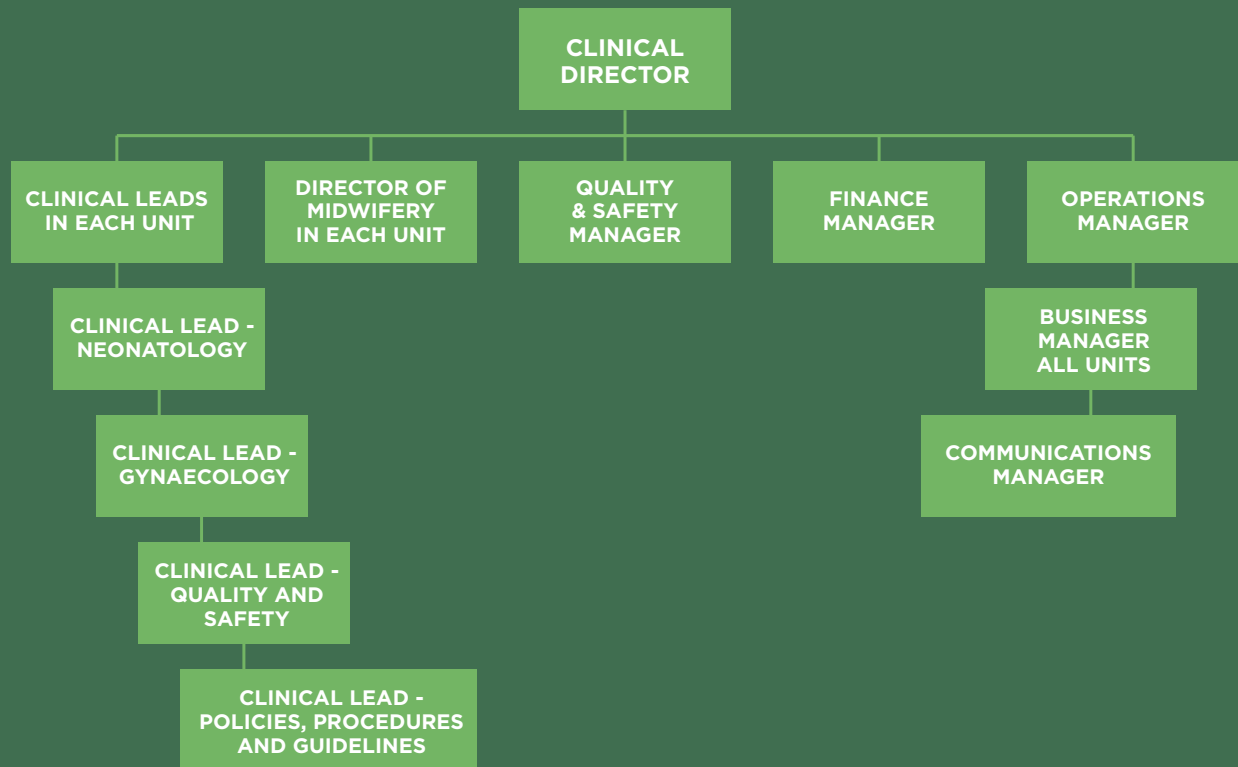 CLINICAL
DIRECTOR
CLINICAL LEADS
IN EACH UNIT
DIRECTOR OF
MIDWIFERY
IN EACH UNIT
QUALITY
& SAFETY
MANAGER
FINANCE
MANAGER
OPERATIONS
MANAGER
CLINICAL LEAD -
NEONATOLOGY
BUSINESS
MANAGER
ALL UNITS
CLINICAL LEAD -
GYNAECOLOGY
COMMUNICATIONS
MANAGER
CLINICAL LEAD -
QUALITY AND
SAFETY
CLINICAL LEAD -
POLICIES, PROCEDURES
AND GUIDELINES